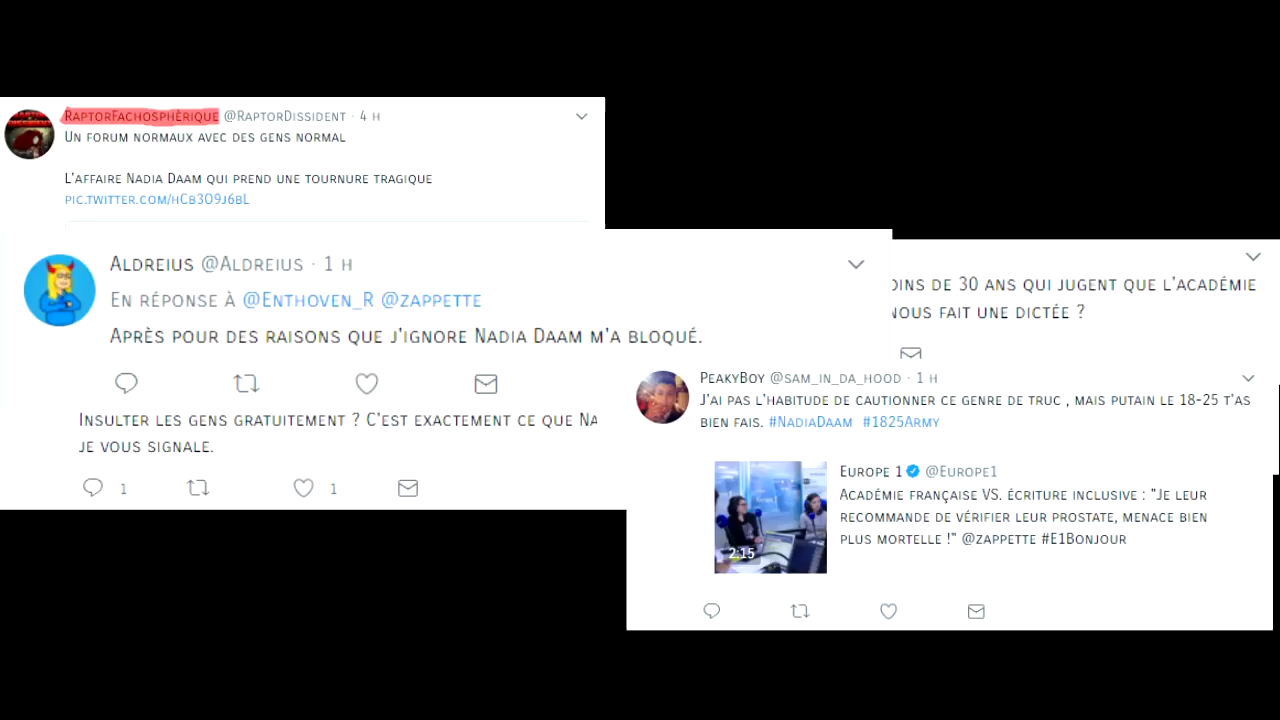 RaptorFachosphèrique @RaptorDissident · 4 h
Un forum normaux avec des gens normal
L'affaire Nadia Daam qui prend une tournure tragique
pic.twitter.com/hCb3O9j6bL
Aldreius @Aldreius · 1 h
En réponse à @Enthoven_R @zappette
Après pour des raisons que j'ignore Nadia Daam m'a bloqué.
Insulter les gens gratuitement ? C'est exactement ce que Na
je vous signale.
1 1
oins de 30 ans qui jugent que l'Académie
nous fait une dictée ?
PeakyBoy @sam_in_da_hood · 1 h
J'ai pas l'habitude de cautionner ce genre de truc , mais putain le 18-25 t'as
bien fais. #NadiaDaam #1825Army
Europe 1 @Europe1
Académie française VS. écriture inclusive : "Je leur
recommande de vérifier leur prostate, menace bien
plus mortelle !" @zappette #E1Bonjour
2:15